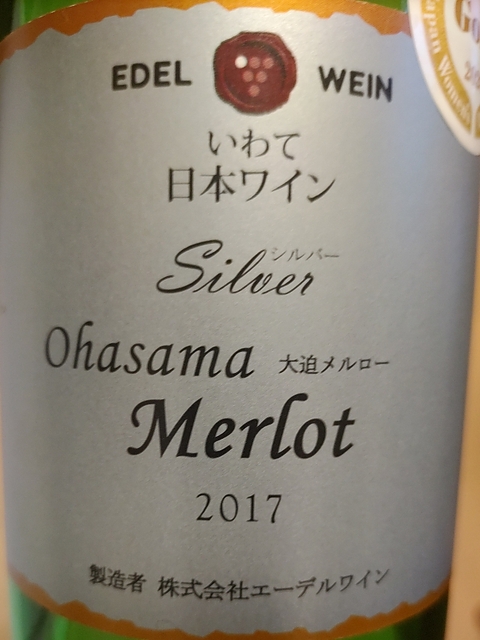 EDEL WEIN
いわて
日本ワイン
シルバー
Silver
Ohasama 大迫メルロー
Merlot
2017
製造者 株式会社エーデルワイン